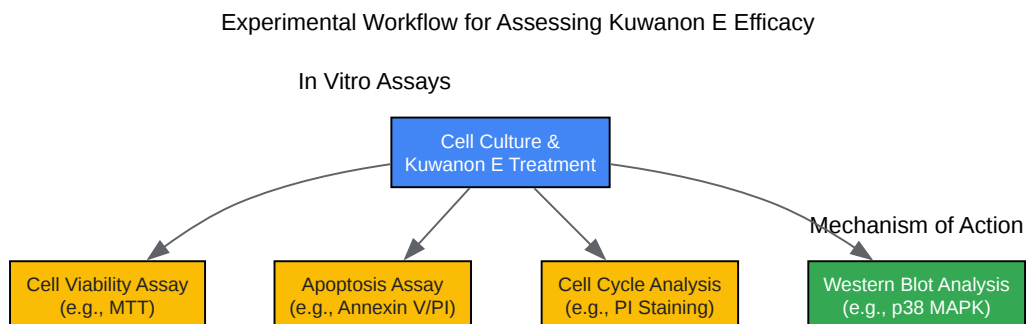 Experimental Workflow for Assessing Kuwanon E Efficacy
In Vitro Assays
Cell Culture &
Kuwanon E Treatment
Mechanism of Action
Cell Viability Assay
(e.g., MTT)
Apoptosis Assay
(e.g., Annexin V/PI)
Cell Cycle Analysis
(e.g., PI Staining)
Western Blot Analysis
(e.g., p38 MAPK)